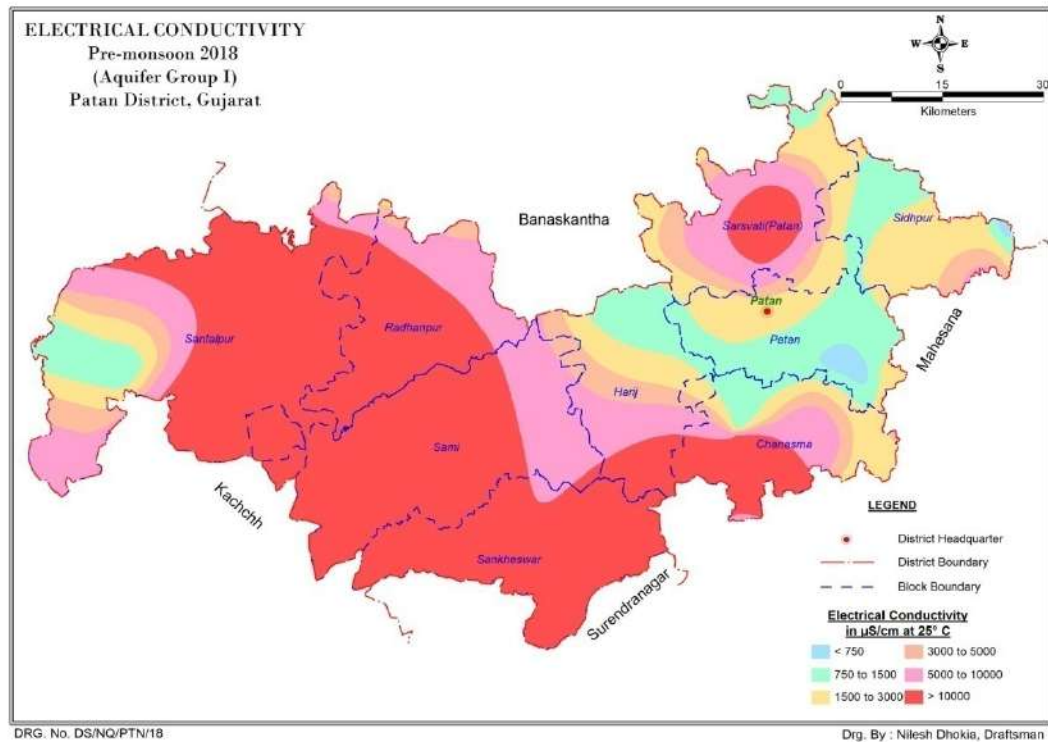 ELECTRICAL CONDUCTIVITY
Pre-monsoon 2018
(Aquifer Group I)
Patan District, Gujarat
N
W E
S
0 15 30
Kilometers
Banaskantha
Sarsvati(Patan)
Sidhpur
Patan
Santalpur
Radhanpur
Patan
Mahesana
Harij
Sami
Chanasma
Kachchh
Sankheswar
Surendranagar
LEGEND
District Headquarter
District Boundary
Block Boundary
Electrical Conductivity
in µS/cm at 25° C
< 750
3000 to 5000
750 to 1500
5000 to 10000
1500 to 3000
> 10000
DRG. No. DS/NQ/PTN/18
Drg. By : Nilesh Dhokia, Draftsman